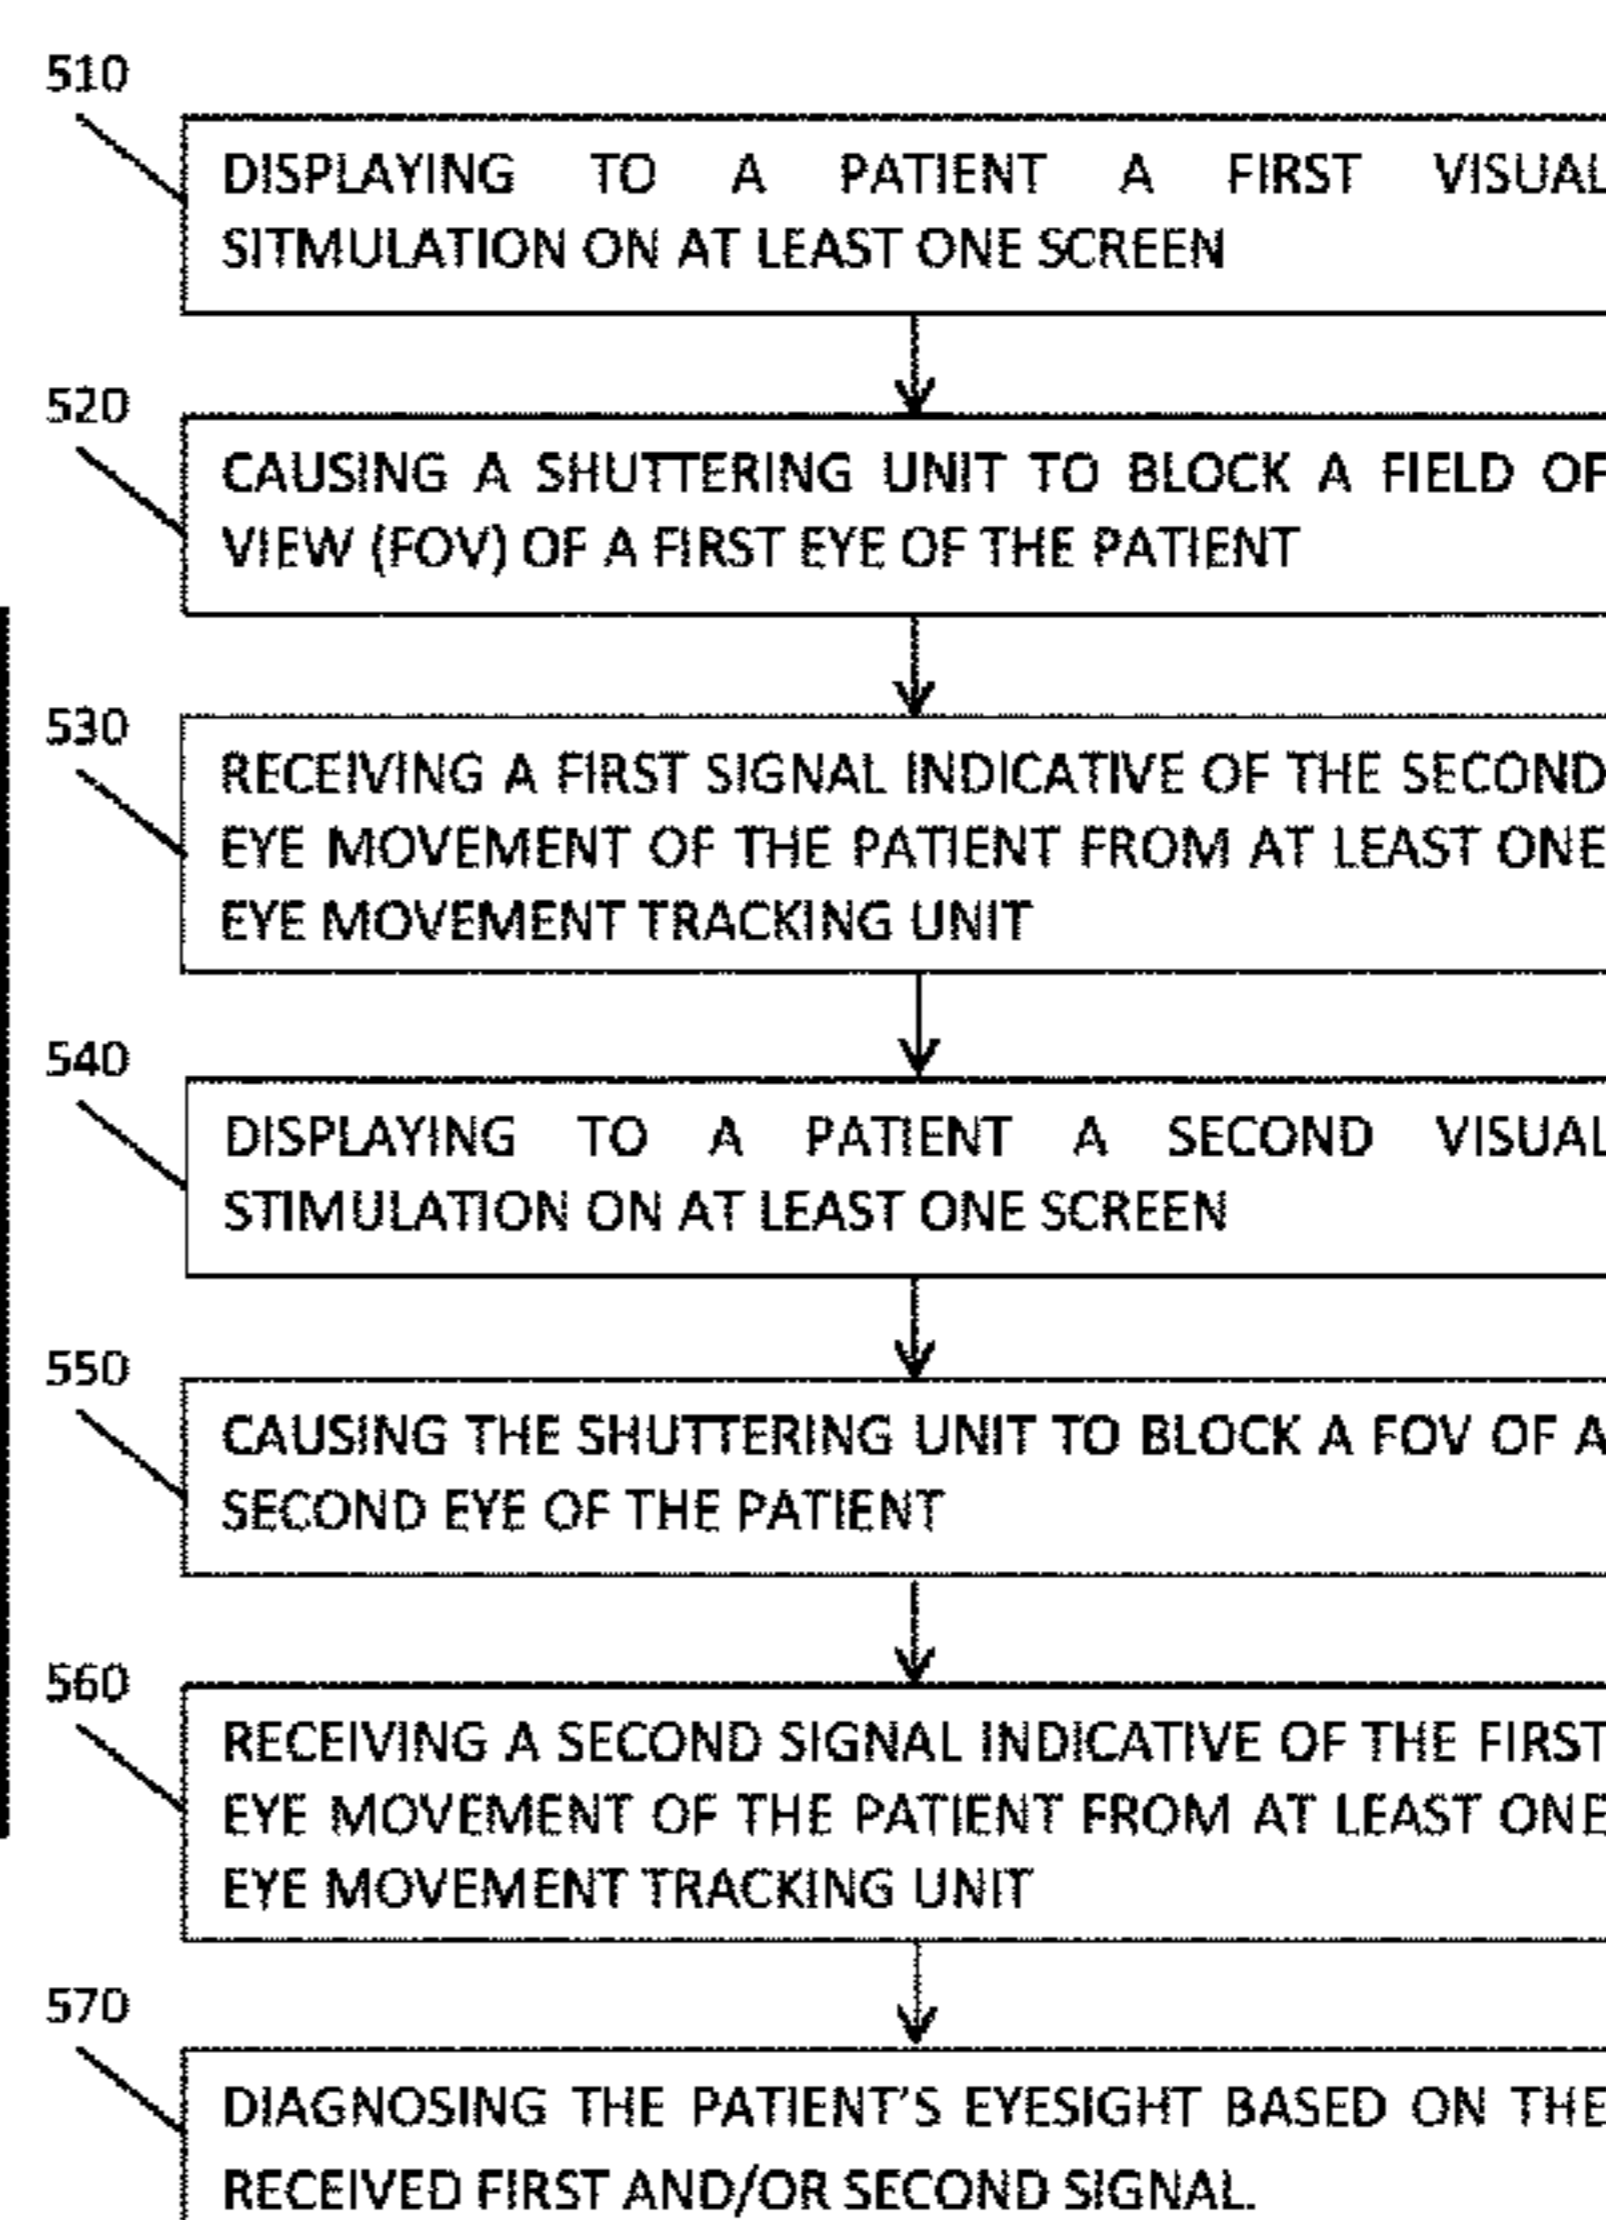 510
DISPLAYING TO A PATIENT A FIRST VISUAL
SITMULATION ON AT LEAST ONE SCREEN
520
CAUSING A SHUTTERING UNIT TO BLOCK A FIELD OF
VIEW (FOV) OF A FIRST EYE OF THE PATIENT
530
RECEIVING A FIRST SIGNAL INDICATIVE OF THE SECOND
EYE MOVEMENT OF THE PATIENT FROM AT LEAST ONE
EYE MOVEMENT TRACKING UNIT
540
DISPLAYING TO A PATIENT A SECOND VISUAL
STIMULATION ON AT LEAST ONE SCREEN
550
CAUSING THE SHUTTERING UNIT TO BLOCK A FOV OF A
SECOND EYE OF THE PATIENT
560
RECEIVING A SECOND SIGNAL INDICATIVE OF THE FIRST
EYE MOVEMENT OF THE PATIENT FROM AT LEAST ONE
EYE MOVEMENT TRACKING UNIT
570
DIAGNOSING THE PATIENT'S EYESIGHT BASED ON THE
RECEIVED FIRST AND/OR SECOND SIGNAL.